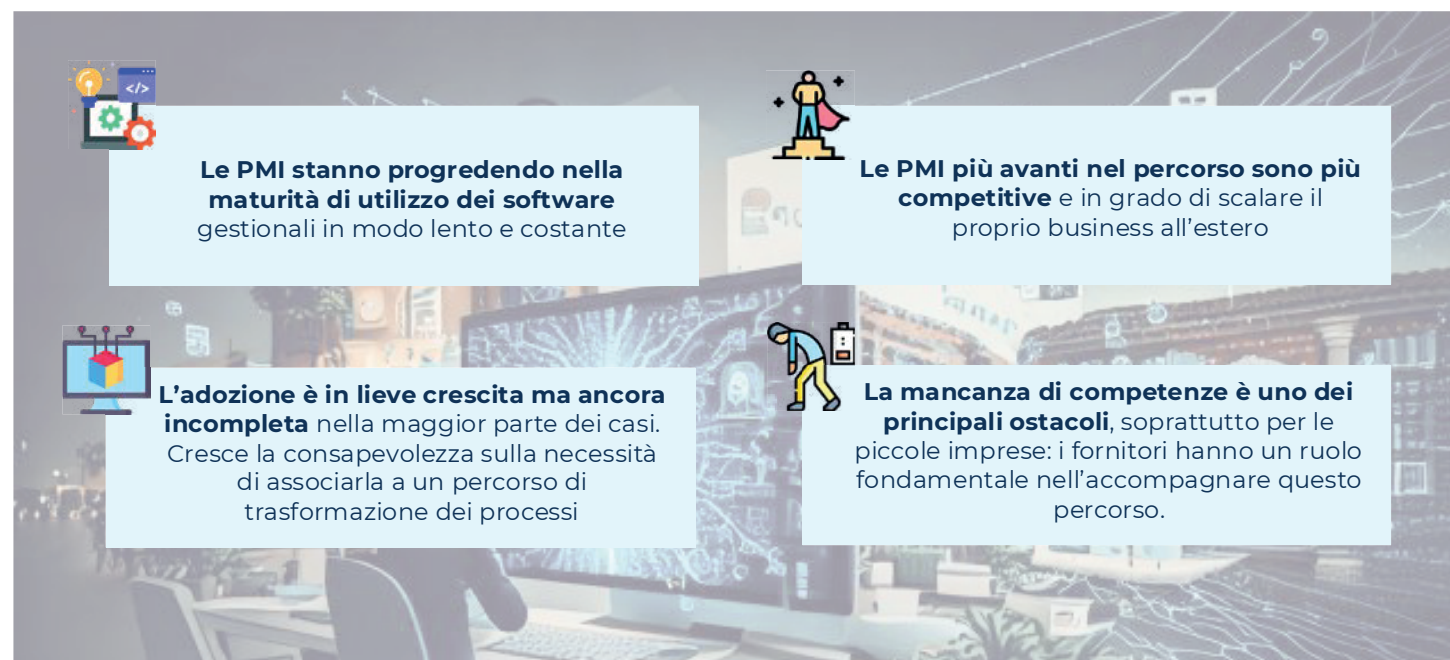 Le PMI stanno progredendo nella
maturità di utilizzo dei software
gestionali in modo lento e costante
Le PMI più avanti nel percorso sono più
competitive e in grado di scalare il
proprio business all'estero
L'adozione è in lieve crescita ma ancora
incompleta nella maggior parte dei casi.
Cresce la consapevolezza sulla necessità
di associarla a un percorso di
trasformazione dei processi
La mancanza di competenze è uno dei
principali ostacoli, soprattutto per le
piccole imprese: i fornitori hanno un ruolo
fondamentale nell'accompagnare questo
percorso.